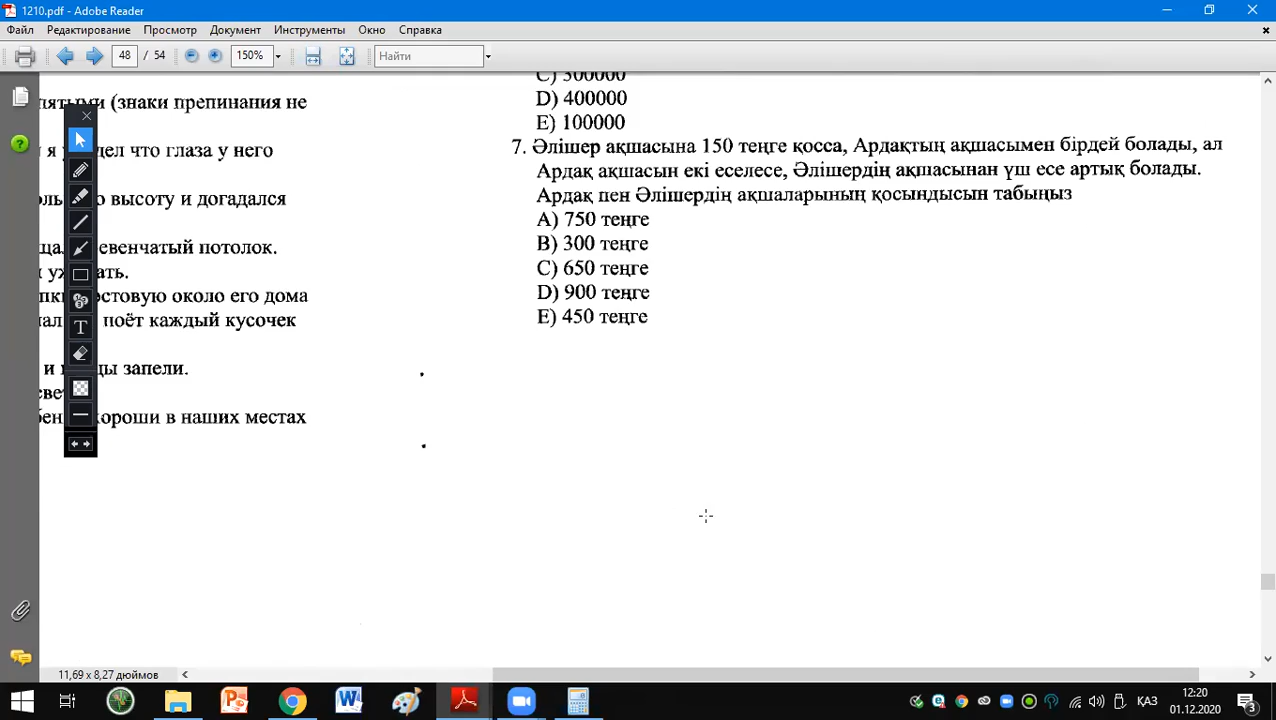 1210.pdf - Adobe Reader
Файл Редактирование Просмотр Документ Инструменты Окно Справка
48 / 54 150% Найти
пятыми (знаки препинания не
что глаза у него
высоту и догадался
потолок.
около его дома
поёт каждый кусочек
и запели.
хороши в наших местах
C) 300000
D) 400000
E) 100000
7. Әлішер ақшасына 150 теңге қосса, Ардақтың ақшасымен бірдей болады, ал
Ардақ ақшасын екі еселесе, Әлішердің ақшасынан үш есе артық болады.
Ардақ пен Әлішердің ақшаларының қосындысын табыңыз
A) 750 теңге
B) 300 теңге
C) 650 теңге
D) 900 теңге
E) 450 теңге
T
11,69 x 8,27 дюймов
ҚАЗ
12:20
01.12.2020
3